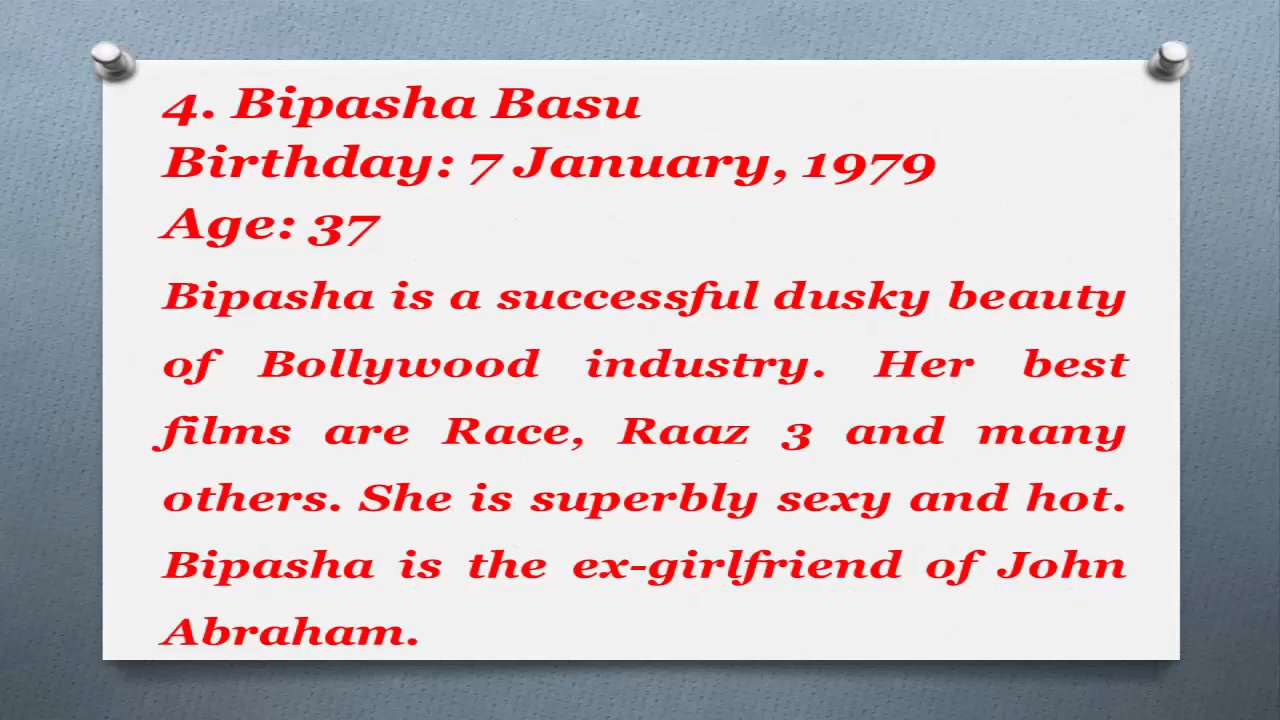 4. Bipasha Basu
Birthday: 7 January, 1979
Age: 37
Bipasha is a successful dusky beauty
of Bollywood industry. Her best
films are Race, Raaz 3 and many
others. She is superbly sexy and hot.
Bipasha is the ex-girlfriend of John
Abraham.